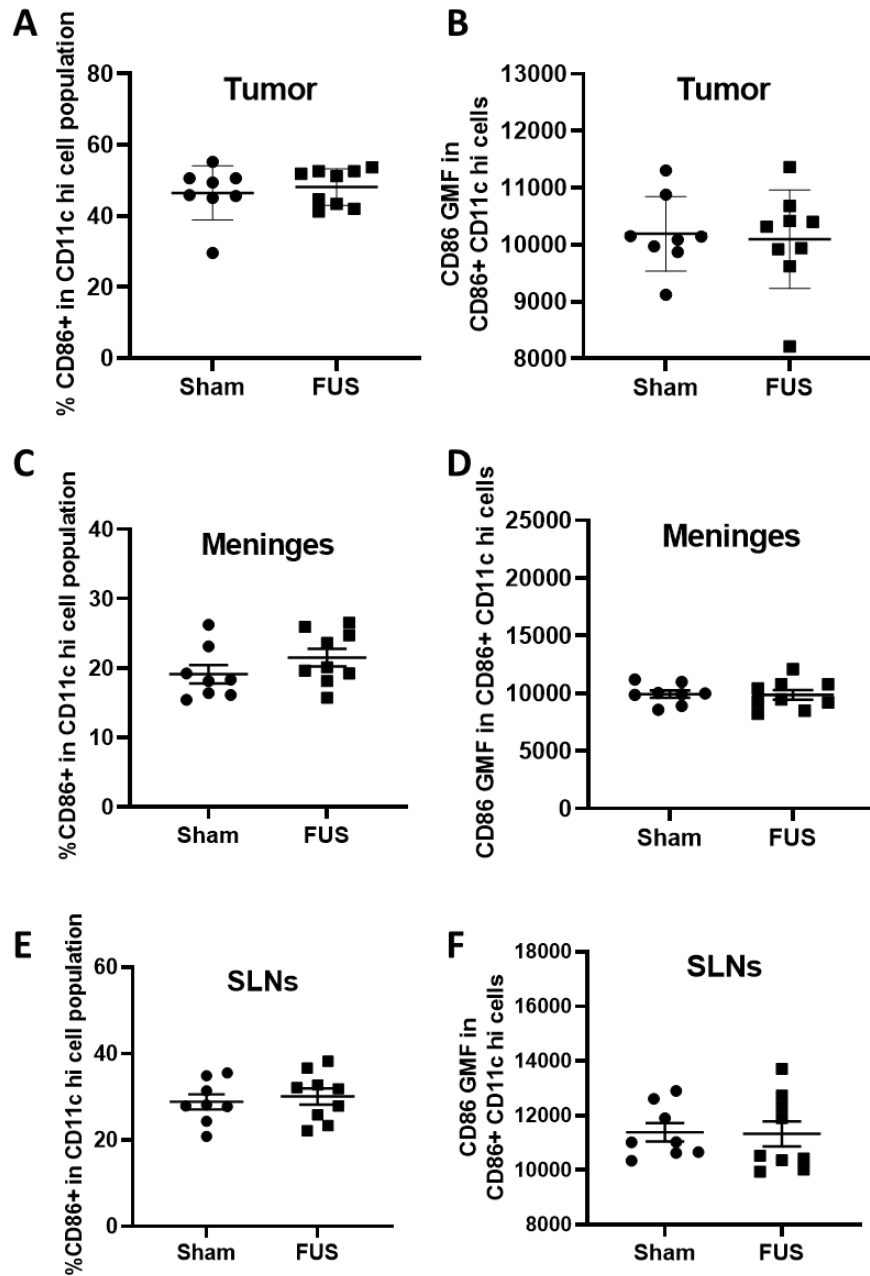 A
Tumor
% CD86+ in CD11c hi cell population
80
60
40
20
0
Sham
FUS
B
Tumor
CD86 GMF in
CD86+ CD11c hi cells
13000
12000
11000
10000
9000
8000
Sham
FUS
C
Meninges
%CD86+ in CD11c hi cell population
40
30
20
10
0
Sham
FUS
D
Meninges
CD86 GMF in CD86+ CD11c hi cells
25000
20000
15000
10000
5000
0
Sham
FUS
E
SLNs
%CD86+ in CD11c hi cell population
60
40
20
0
Sham
FUS
F
SLNs
CD86 GMF in
CD86+ CD11c hi cells
18000
16000
14000
12000
10000
8000
Sham
FUS